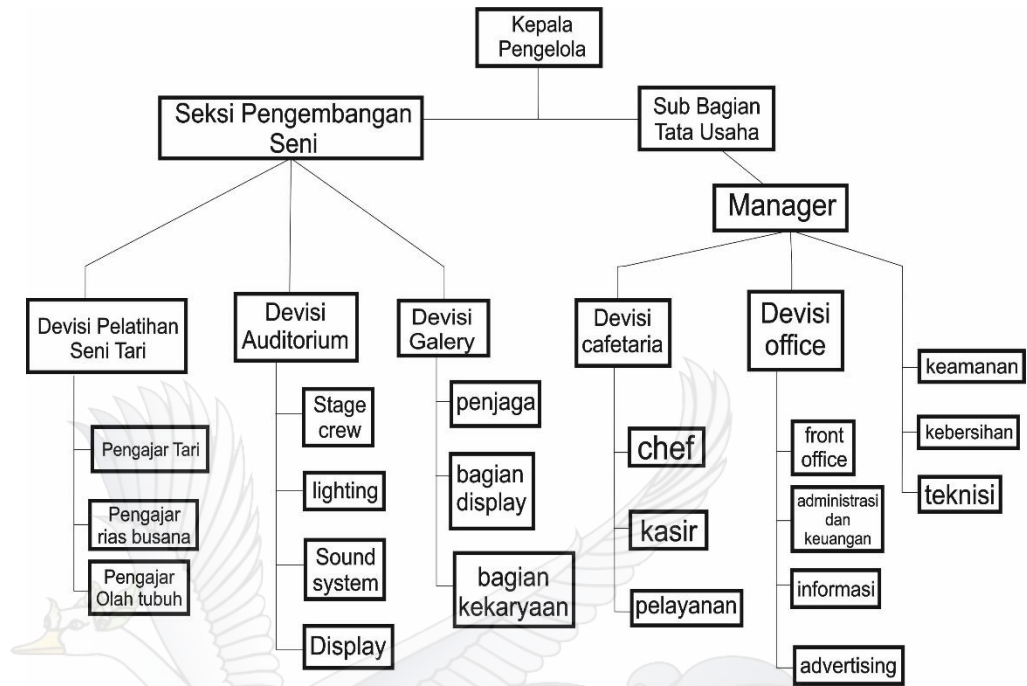 Kepala
Pengelola
Seksi Pengembangan
Seni
Sub Bagian
Tata Usaha
Manager
Devisi Pelatihan
Seni Tari
Devisi
Auditorium
Devisi
Galery
Devisi
cafetaria
Devisi
office
Pengajar Tari
Pengajar
rias busana
Pengajar
Olah tubuh
Stage
crew
lighting
Sound
system
Display
penjaga
bagian
display
bagian
kekaryaan
chef
kasir
pelayanan
front
office
administrasi
dan
keuangan
informasi
advertising
keamanan
kebersihan
teknisi